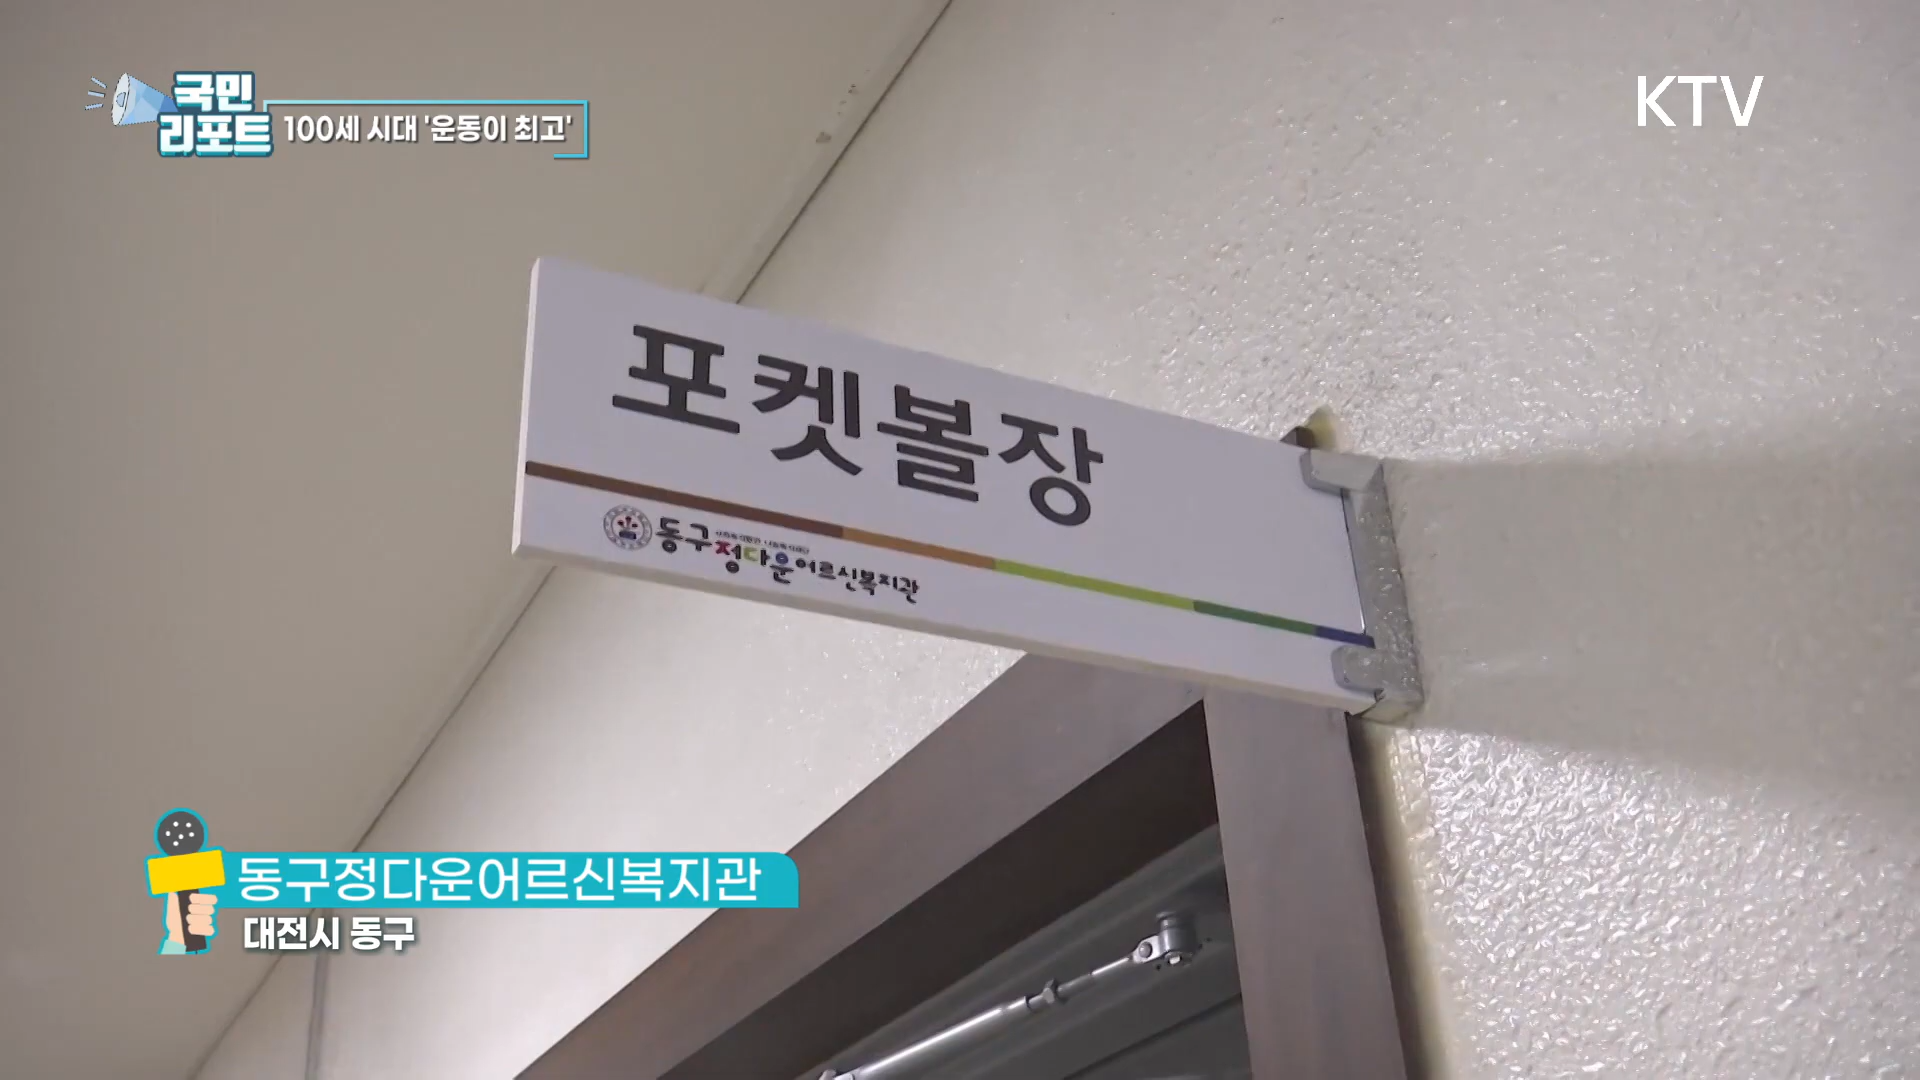 국민
리포트
100세 시대 '운동이 최고'
KTV
포켓볼장
동구정다운어르신복지관
동구정다운어르신복지관
대전시 동구